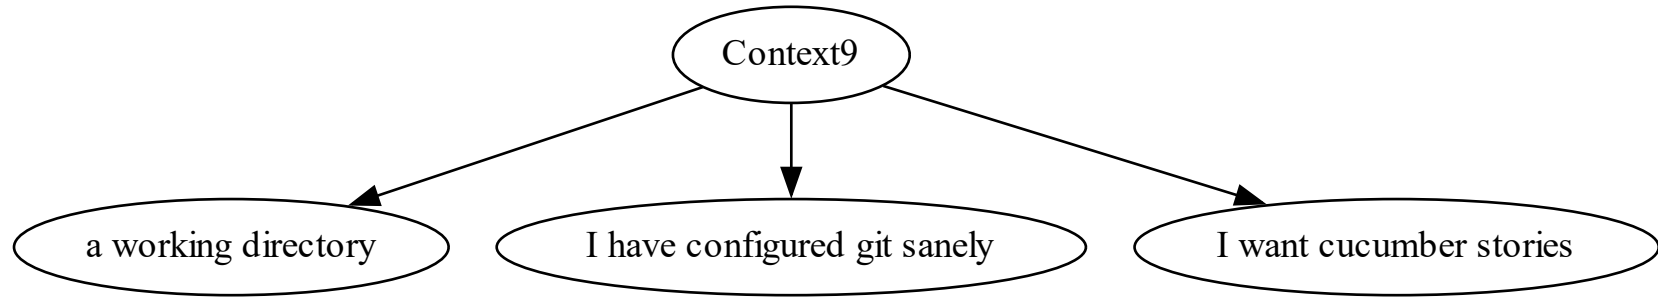 Context9
a working directory
I have configured git sanely
I want cucumber stories